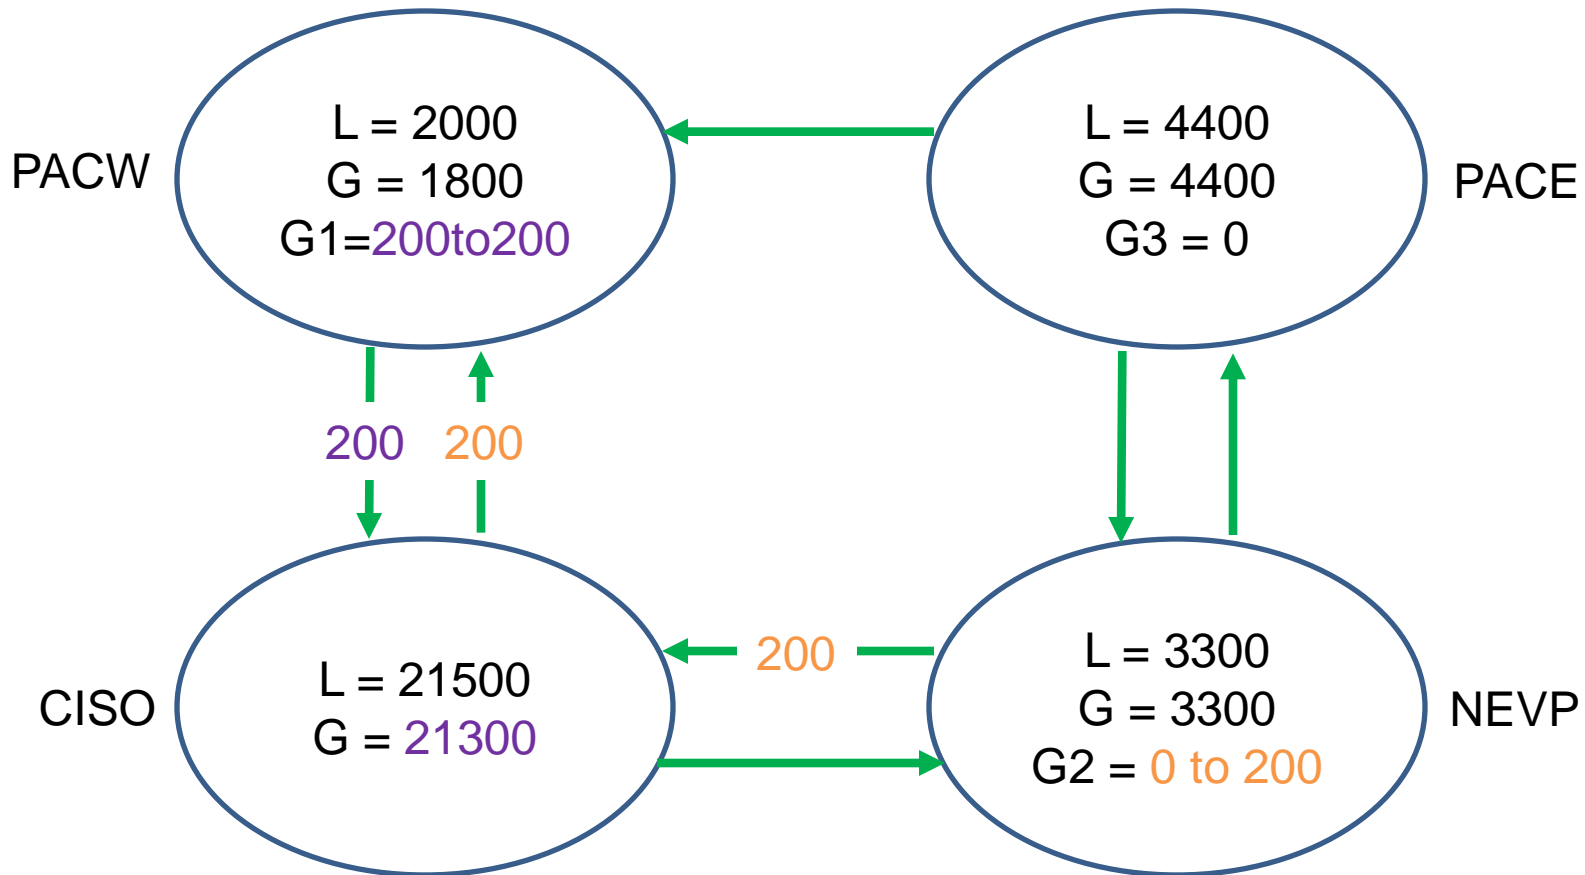 PACW
L = 2000
G = 1800
G1=200to200
L = 4400
G = 4400
G3 = 0
PACE
200
200
CISO
L = 21500
G = 21300
200
L = 3300
G = 3300
G2 = 0 to 200
NEVP